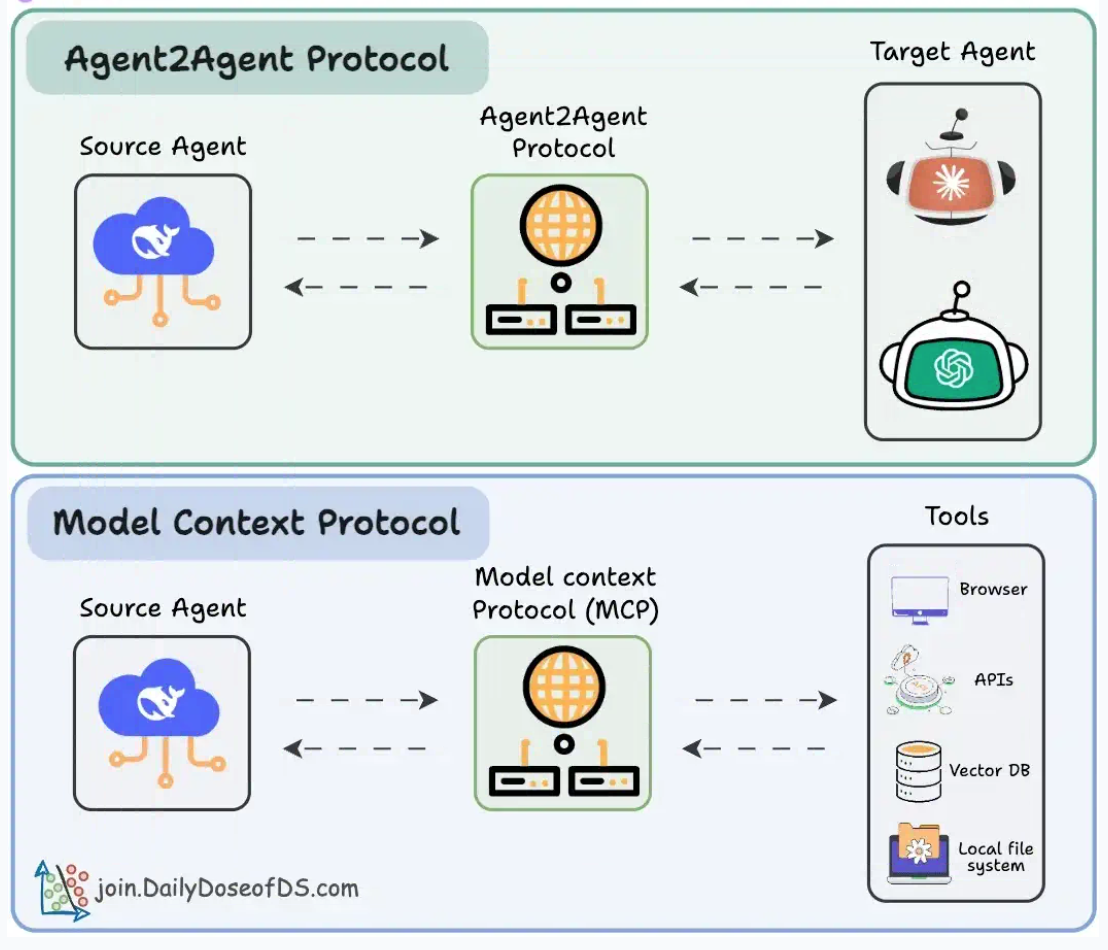 Agent2Agent Protocol
Target Agent
Source Agent
Agent2Agent
Protocol
Model Context Protocol
Tools
Source Agent
Model context
Protocol (MCP)
Browser
APIs
Vector DB
Local file
system
join.DailyDoseofDS.com